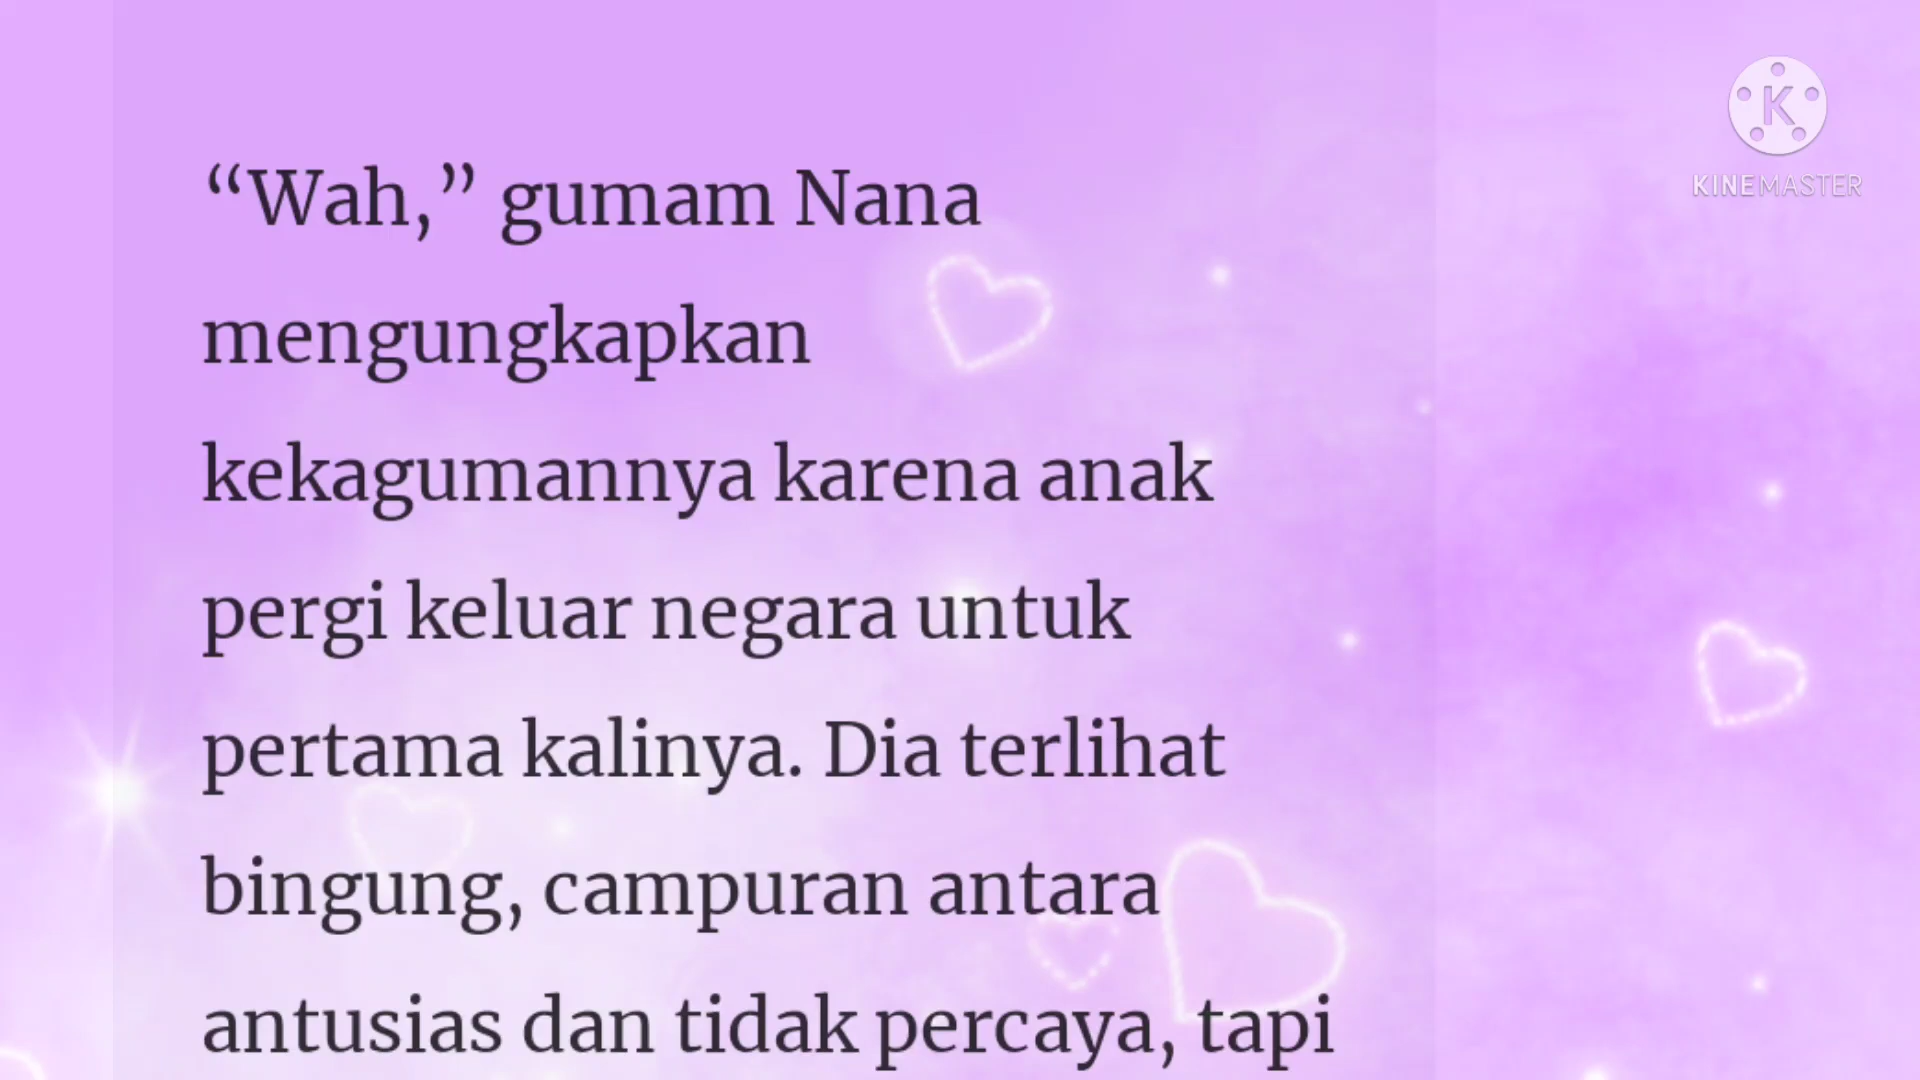 “Wah,” gumam Nana
mengungkapkan
kekagumannya karena anak
pergi keluar negara untuk
pertama kalinya. Dia terlihat
bingung, campuran antara
antusias dan tidak percaya, tapi
K
KINEMASTER